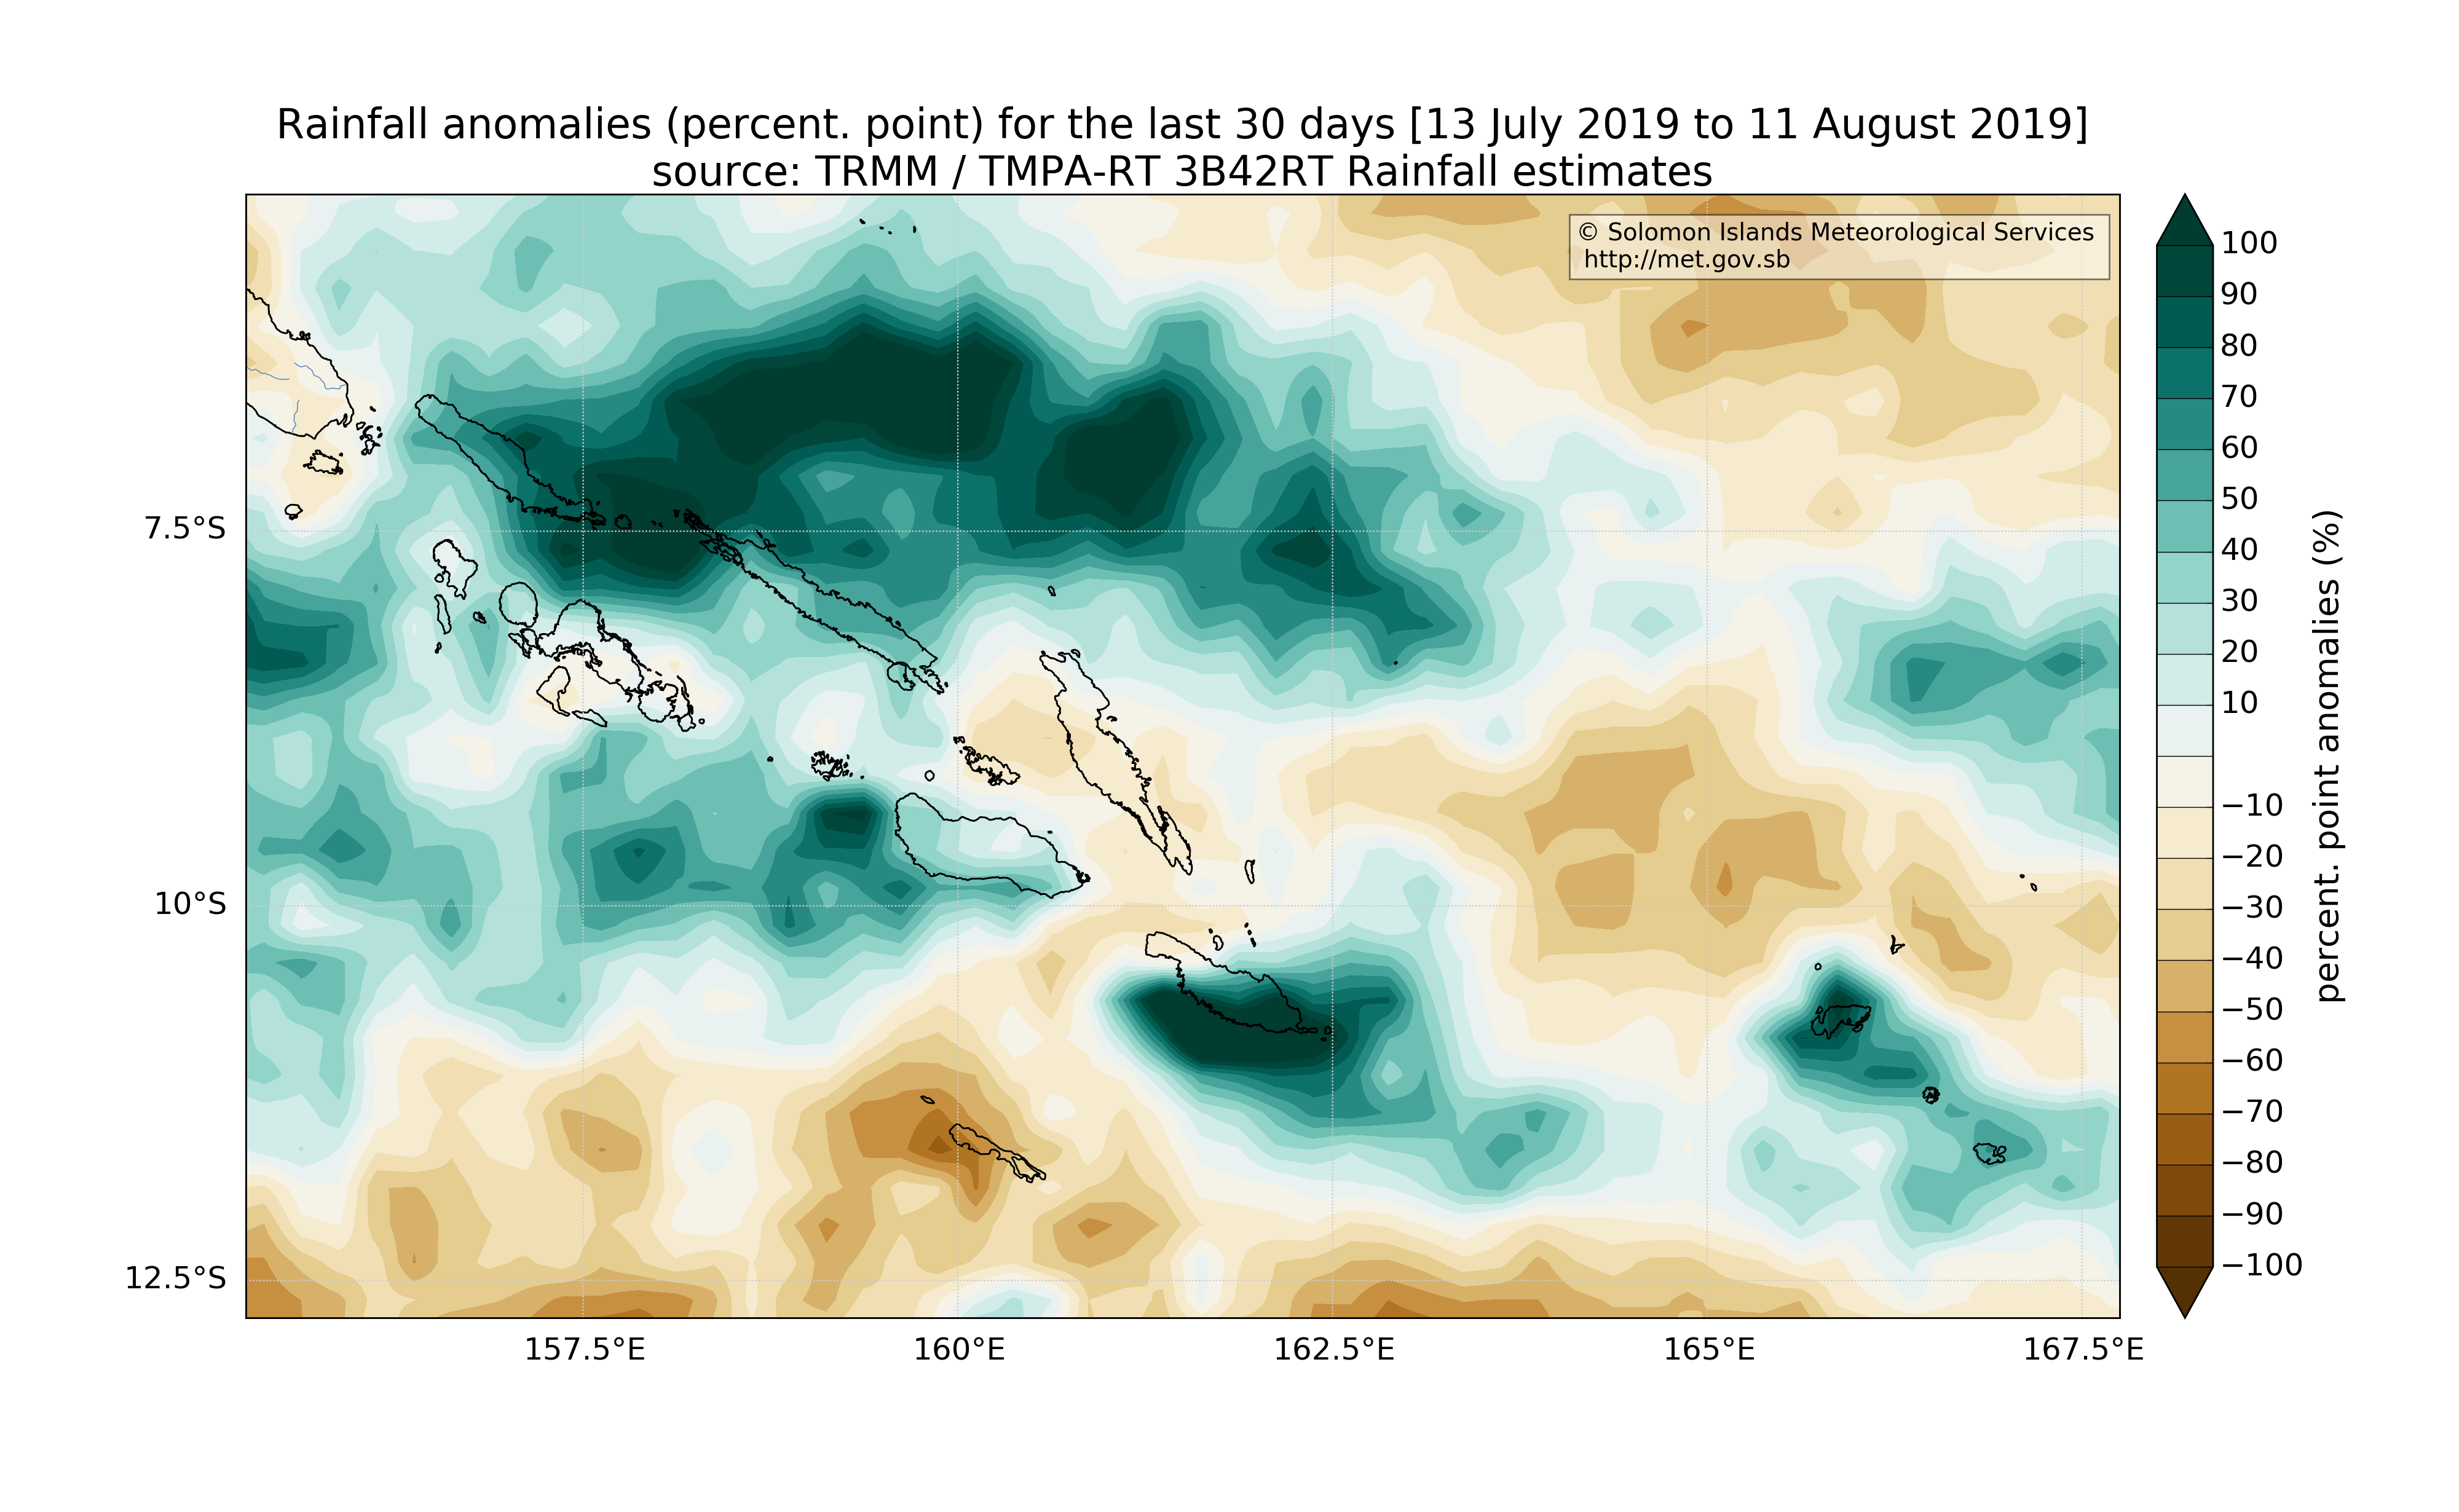 Rainfall anomalies (percent. point) for the last 30 days [13 July 2019 to 11 August 2019]
source: TRMM / TMPA-RT 3B42RT Rainfall estimates
© Solomon Islands Meteorological Services
http://met.gov.sb
7.5°S
10°S
12.5°S
157.5°E
160°E
162.5°E
165°E
167.5°E
100
90
80
70
60
50
40
30
20
10
−10
−20
−30
−40
−50
−60
−70
−80
−90
−100
percent. point anomalies (%)